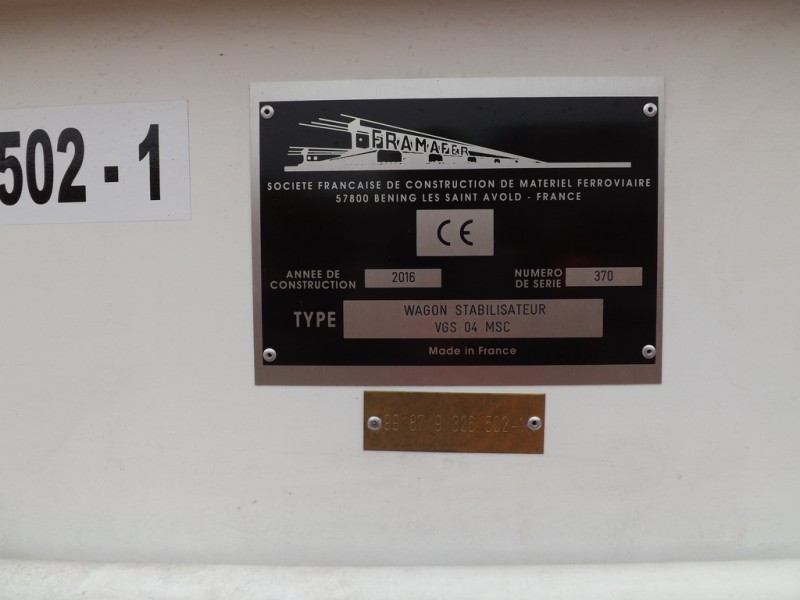 502-1
FRAMAFER
SOCIETE FRANCAISE DE CONSTRUCTION DE MATERIEL FERROVIAIRE
57800 BENING LES SAINT AVOLD - FRANCE
CE
ANNEE DE
CONSTRUCTION
2016
NUMERO
DE SERIE
370
TYPE
WAGON STABILISATEUR
VGS 04 MSC
Made in France
99 87 9 326 502-1